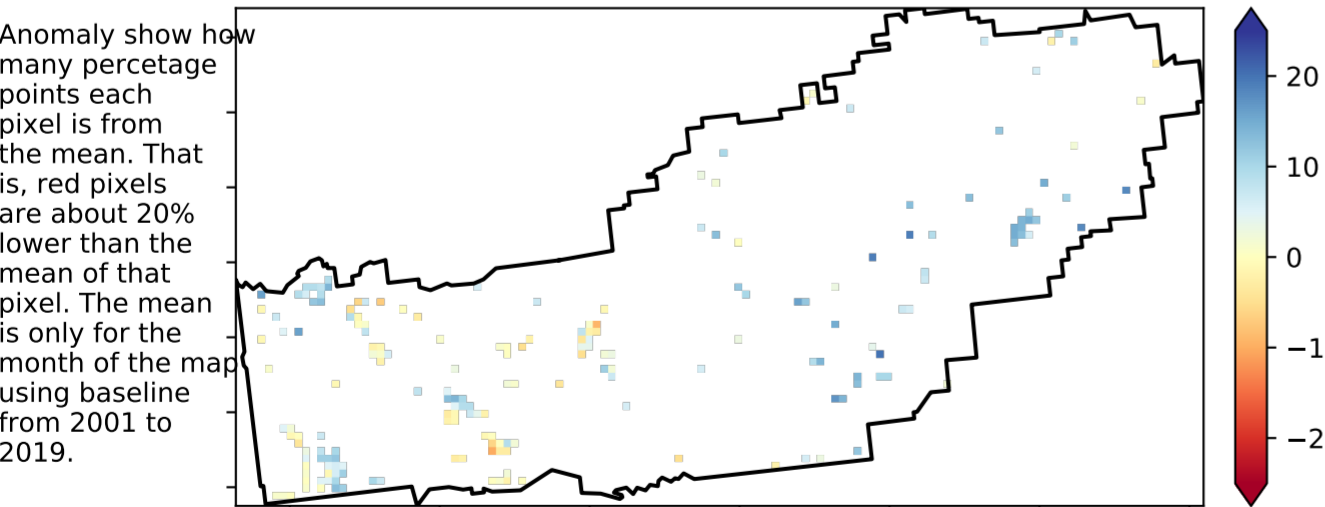 Anomaly show how
many percetage
points each
pixel is from
the mean. That
is, red pixels
are about 20%
lower than the
mean of that
pixel. The mean
is only for the
month of the map
using baseline
from 2001 to
2019.
20
10
0
−1
−2